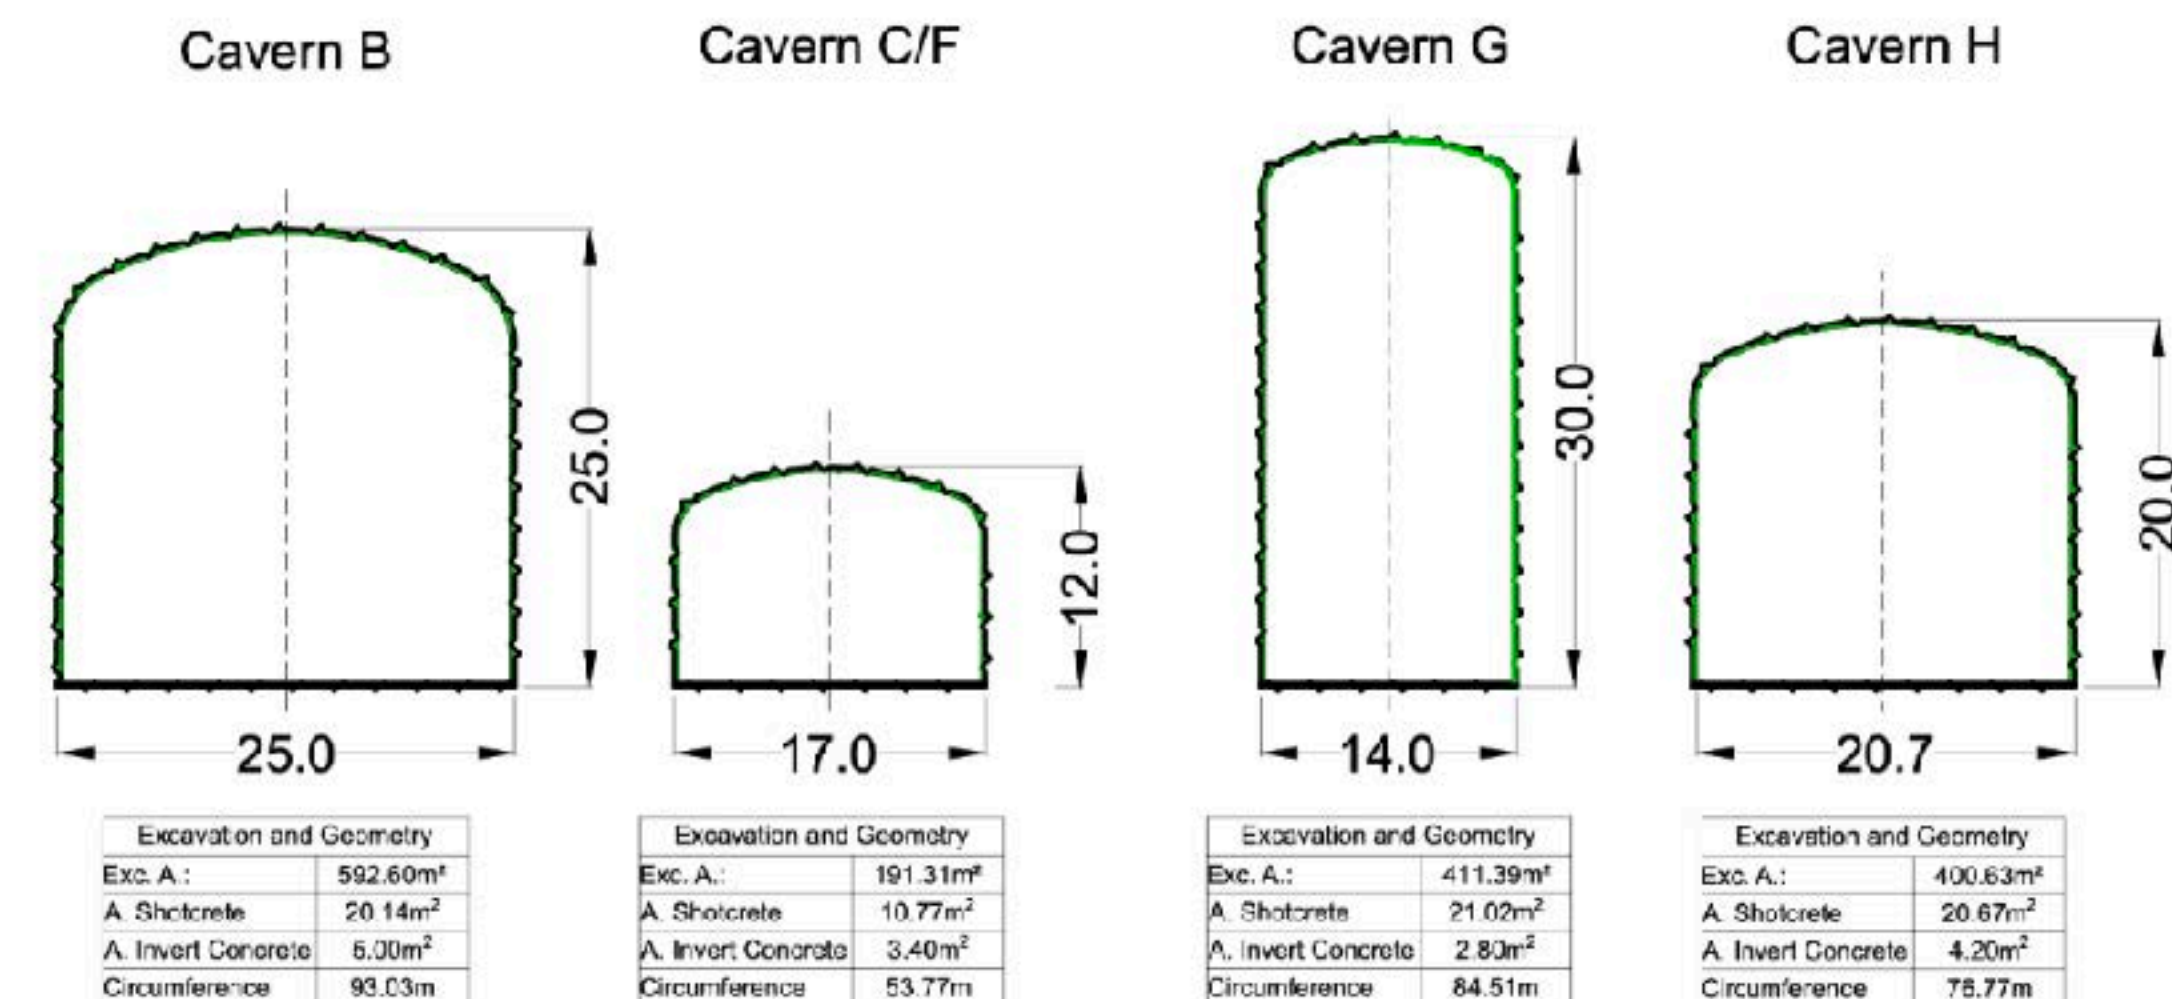 Cavern B Cavern C/F Cavern G Cavern H
25.0 12.0 30.0 20.0
25.0 17.0 14.0 20.7
Excavation and Geometry Excavation and Geometry Excavation and Geometry Excavation and Geometry
Exc. A.: 592.60m² Exc. A.: 191.31m² Exc. A.: 411.39m² Exc. A.: 400.63m²
A. Shotcrete 20.14m² A. Shotcrete 10.77m² A. Shotcrete 21.02m² A. Shotcrete 20.67m²
A. Invert Concrete 5.00m² A. Invert Concrete 3.40m² A. Invert Concrete 2.80m² A. Invert Concrete 4.20m²
Circumference 93.03m Circumference 53.77m Circumference 84.51m Circumference 76.77m